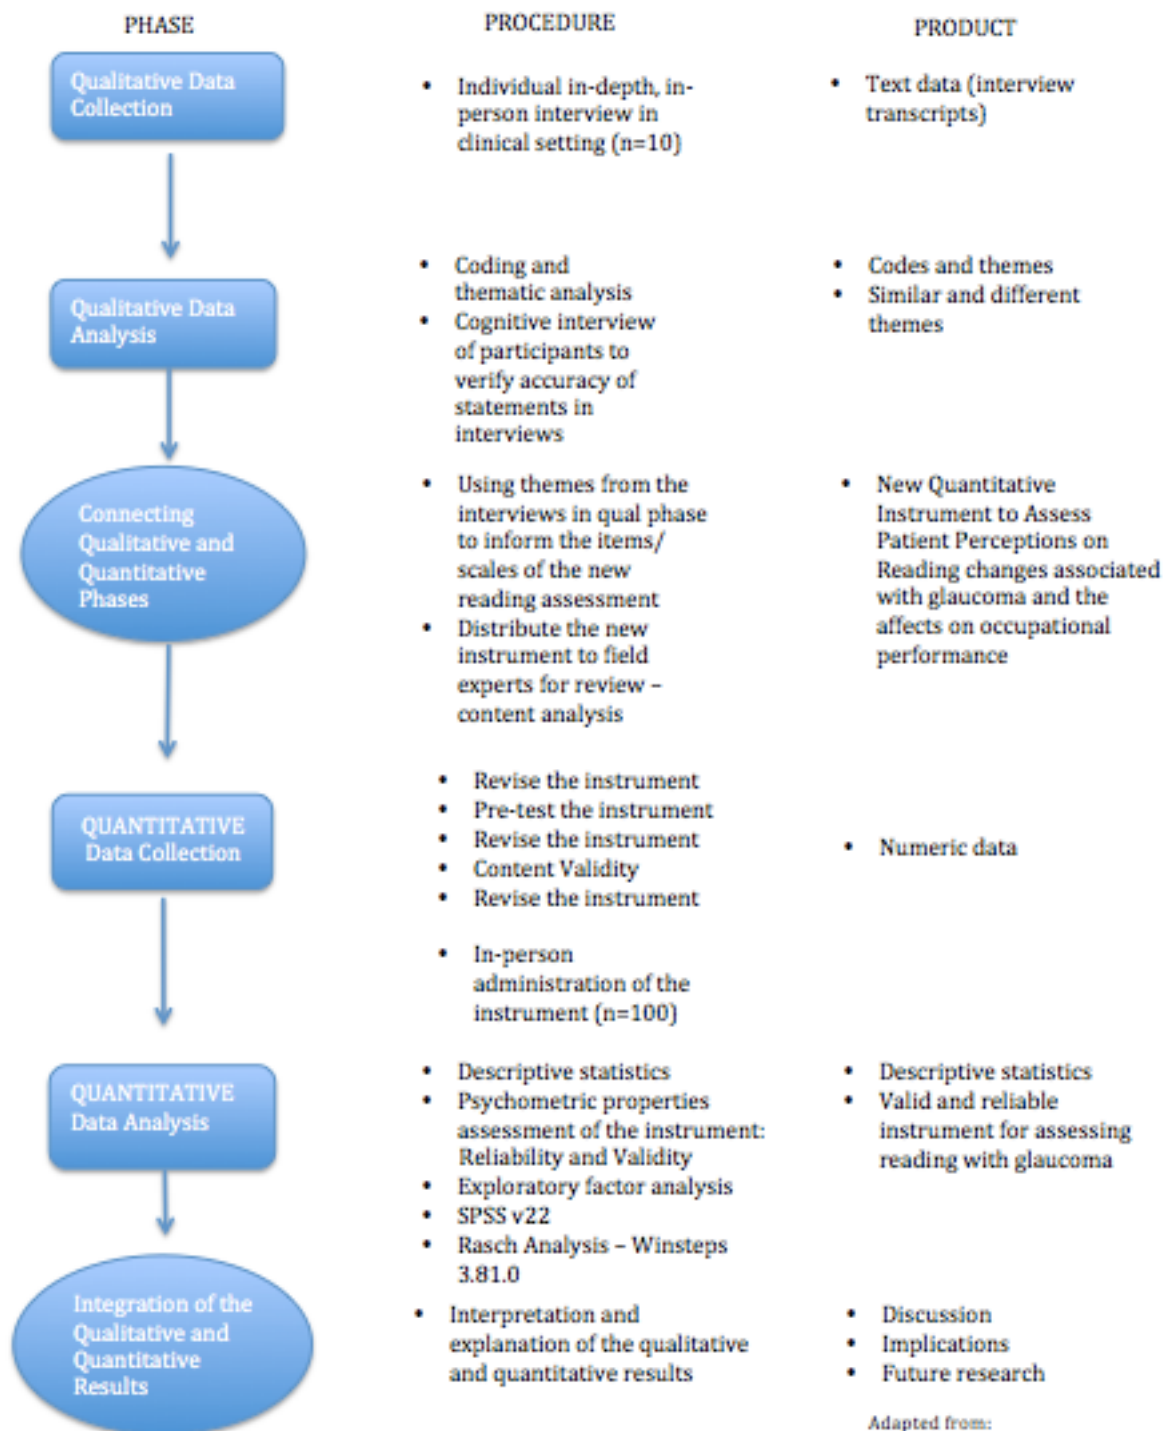 PHASE
PROCEDURE
PRODUCT
Qualitative Data
Collection
• Individual in-depth, in-
person interview in
clinical setting (n=10)
• Text data (interview
transcripts)
Qualitative Data
Analysis
• Coding and
thematic analysis
• Cognitive interview
of participants to
verify accuracy of
statements in
interviews
• Codes and themes
• Similar and different
themes
Connecting
Qualitative and
Quantitative
Phases
• Using themes from the
interviews in qual phase
to inform the items/
scales of the new
reading assessment
• Distribute the new
instrument to field
experts for review –
content analysis
• New Quantitative
Instrument to Assess
Patient Perceptions on
Reading changes associated
with glaucoma and the
affects on occupational
performance
QUANTITATIVE
Data Collection
• Revise the instrument
• Pre-test the instrument
• Revise the instrument
• Content Validity
• Revise the instrument
• In-person
administration of the
instrument (n=100)
• Numeric data
QUANTITATIVE
Data Analysis
• Descriptive statistics
• Psychometric properties
assessment of the instrument:
Reliability and Validity
• Exploratory factor analysis
• SPSS v22
• Rasch Analysis – Winsteps
3.81.0
• Descriptive statistics
• Valid and reliable
instrument for assessing
reading with glaucoma
Integration of the
Qualitative and
Quantitative
Results
• Interpretation and
explanation of the qualitative
and quantitative results
• Discussion
• Implications
• Future research
Adapted from: